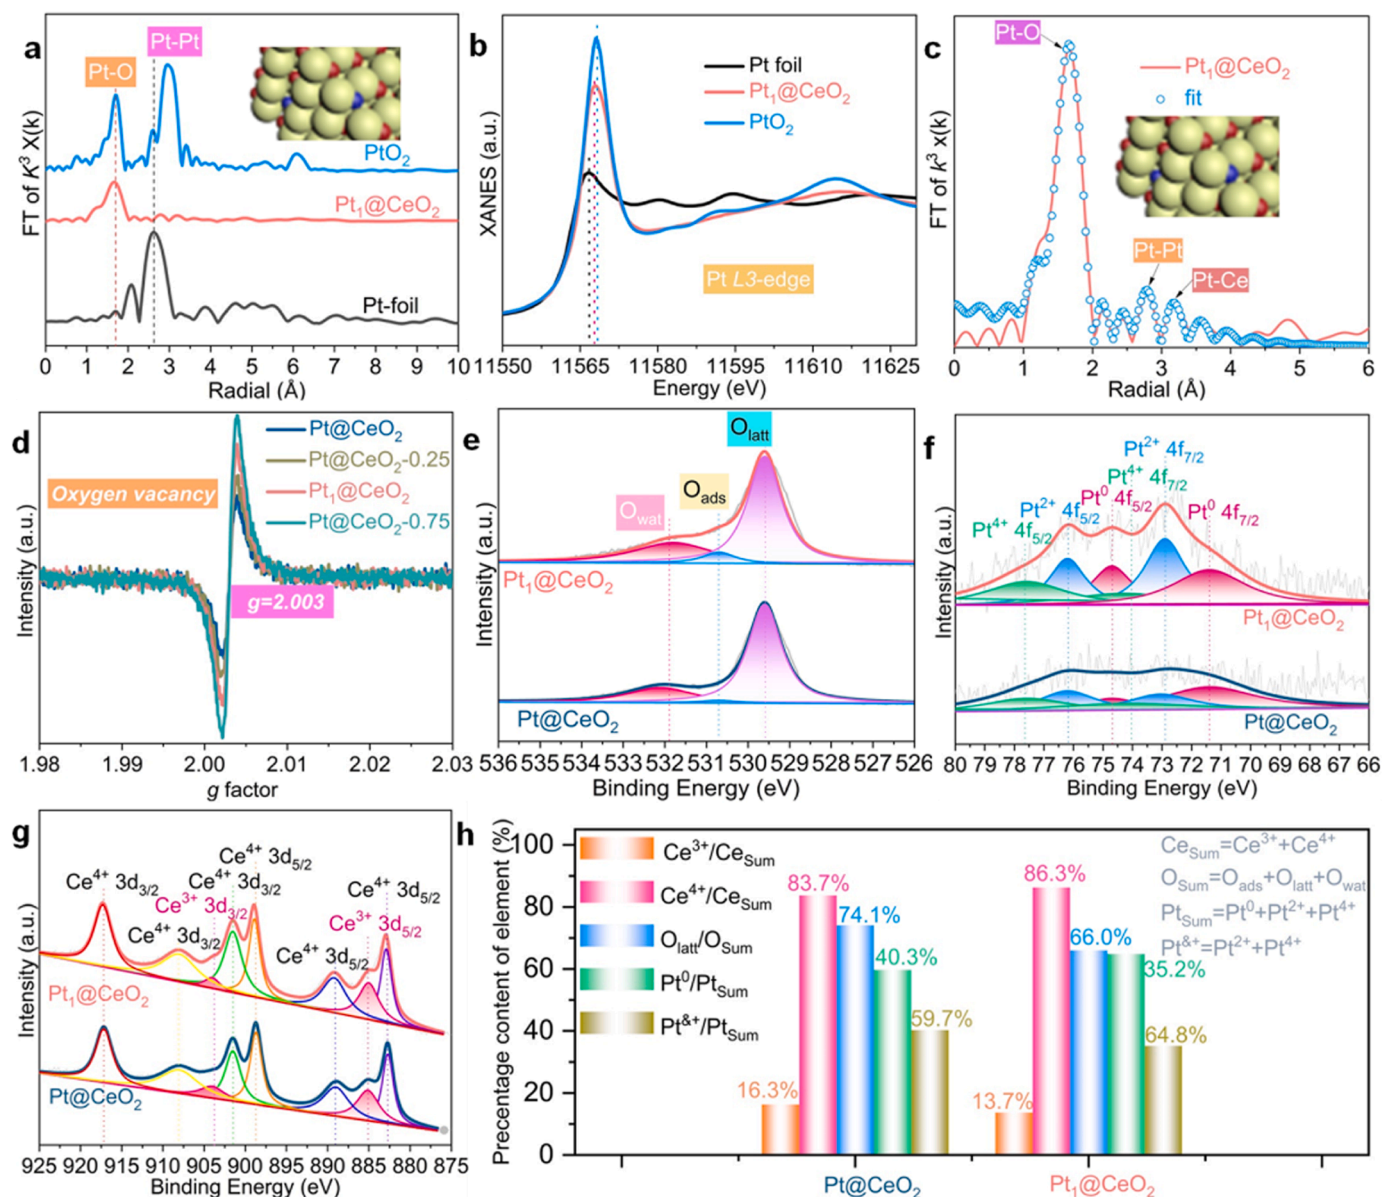 a
Pt-Pt
Pt-O
PtO2
Pt1@CeO2
Pt-foil
FT of K3 X(k)
0 1 2 3 4 5 6 7 8 9 10
Radial (Å)
b
Pt foil
Pt1@CeO2
PtO2
Pt L3-edge
XANES (a.u.)
11550 11565 11580 11595 11610 11625
Energy (eV)
c
Pt-O
Pt1@CeO2
fit
Pt-Pt
Pt-Ce
FT of K3 x(k)
0 1 2 3 4 5 6
Radial (Å)
d
Pt@CeO2
Pt@CeO2-0.25
Pt1@CeO2
Pt@CeO2-0.75
Oxygen vacancy
g=2.003
Intensity (a.u.)
1.98 1.99 2.00 2.01 2.02 2.03
g factor
e
Olatt
Oads
Owat
Pt1@CeO2
Pt@CeO2
Intensity (a.u.)
536 535 534 533 532 531 530 529 528 527 526
Binding Energy (eV)
f
Pt2+ 4f7/2
Pt4+ 4f7/2
Pt0 4f5/2
Pt2+ 4f5/2
Pt0 4f7/2
Pt4+ 4f5/2
Pt1@CeO2
Pt@CeO2
Intensity (a.u.)
80 79 78 77 76 75 74 73 72 71 70 69 68 67 66
Binding Energy (eV)
g
Ce4+ 3d5/2
Ce4+ 3d3/2
Ce4+ 3d3/2
Ce4+ 3d5/2
Ce3+ 3d3/2
Ce3+ 3d5/2
Ce4+ 3d3/2
Ce4+ 3d5/2
Pt1@CeO2
Pt@CeO2
Intensity (a.u.)
925 920 915 910 905 900 895 890 885 880 875
Binding Energy (eV)
h
Precentage content of element (%)
100
80
60
40
20
0
Ce3+/CeSum
Ce4+/CeSum
Olatt/OSum
Pt0/PtSum
Pt&+/PtSum
CeSum=Ce3++Ce4+
OSum=Oads+Olatt+Owat
PtSum=Pt0+Pt2++Pt4+
Pt&+=Pt2++Pt4+
16.3%
83.7%
74.1%
40.3%
59.7%
13.7%
86.3%
66.0%
35.2%
64.8%
Pt@CeO2
Pt1@CeO2